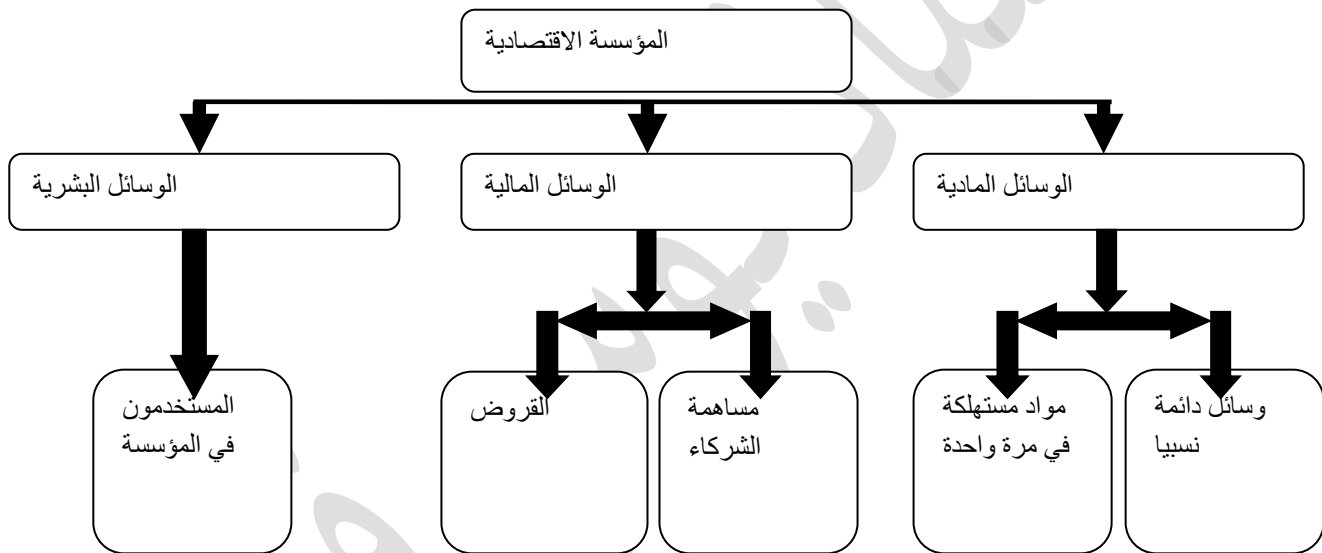 المؤسسة الاقتصادية
الوسائل المادية
الوسائل المالية
الوسائل البشرية
وسائل دائمة
نسبيا
مواد مستهلكة
في مرة واحدة
مساهمة
الشركاء
القروض
المستخدمون
في المؤسسة